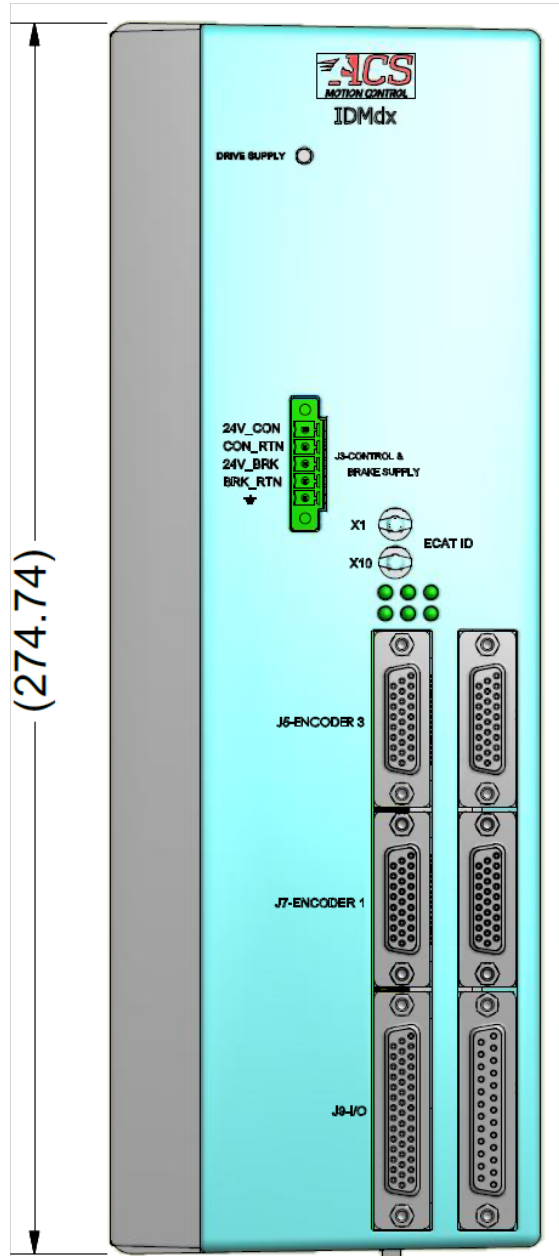 ACS
MOTION CONTROL
IDMdx
DRIVE SUPPLY
24V_CON
CON_RTN
24V_BRK
BRK_RTN
J3-CONTROL &
BRAKE SUPPLY
X1
X10
ECAT ID
(274.74)
J5-ENCODER 3
J7-ENCODER 1
J9-I/O